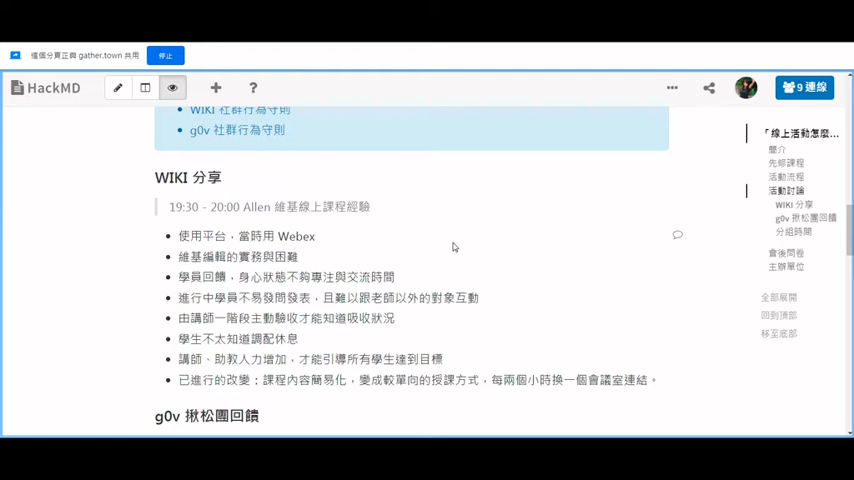 這個分頁正與 gather.town 共用
停止
HackMD
9 連線
WIKI 社群行為守則
g0v 社群行為守則
WIKI 分享
19:30 - 20:00 Allen 維基線上課程經驗
使用平台，當時用 Webex
維基編輯的實務與困難
學員回饋，身心狀態不夠專注與交流時間
進行中學員不易發問發表，且難以跟老師以外的對象互動
由講師一階段主動驗收才能知道吸收狀況
學生不太知道調配休息
講師、助教人力增加，才能引導所有學生達到目標
已進行的改變：課程內容簡易化，變成較單向的授課方式，每兩個小時換一個會議室連結。
g0v 揪松團回饋
「線上活動怎麼...
簡介
先修課程
活動流程
活動討論
WIKI 分享
g0v 揪松團回饋
分組時間
會後問卷
主辦單位
全部展開
回到頂部
移至底部